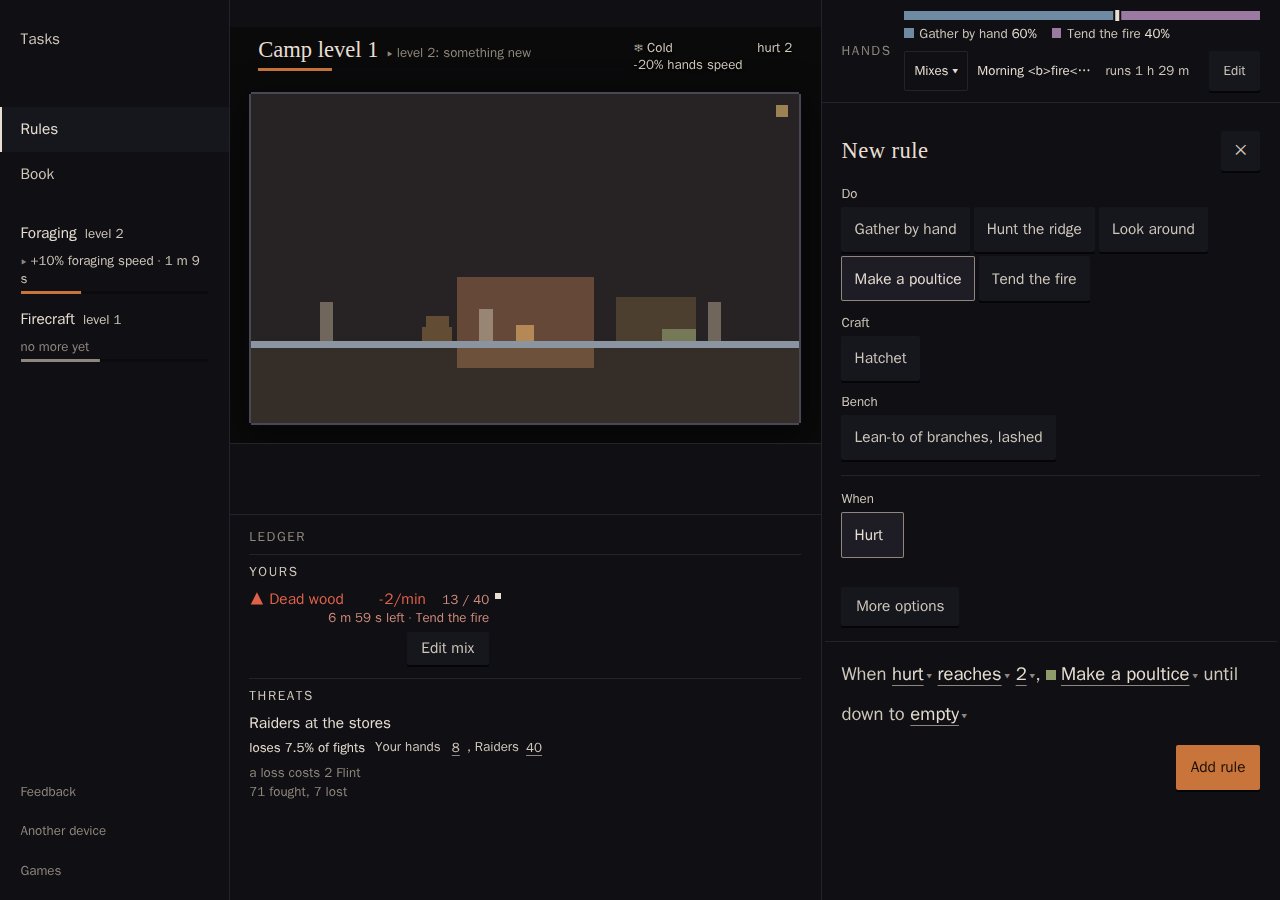 Tasks
Rules
Book
Foraging level 2
▸ +10% foraging speed · 1 m 9
s
Firecraft level 1
no more yet
Feedback
Another device
Games
Camp level 1 ▸ level 2: something new
❄ Cold
-20% hands speed
hurt 2
LEDGER
YOURS
▲ Dead wood -2/min 13 / 40
6 m 59 s left · Tend the fire
Edit mix
THREATS
Raiders at the stores
loses 7.5% of fights Your hands 8 , Raiders 40
a loss costs 2 Flint
71 fought, 7 lost
HANDS
Gather by hand 60% Tend the fire 40%
Mixes ▾ Morning <b>fire<··· runs 1 h 29 m Edit
New rule ×
Do
Gather by hand Hunt the ridge Look around
Make a poultice Tend the fire
Craft
Hatchet
Bench
Lean-to of branches, lashed
When
Hurt
More options
When hurt ▾ reaches ▾ 2 ▾, Make a poultice ▾ until
down to empty ▾
Add rule